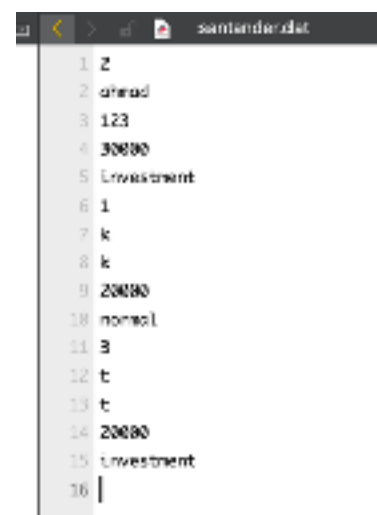 santander.dat
1 2
2 ahmad
3 123
4 30000
5 investment
6 1
7 k
8 k
9 20000
10 normal
11 3
12 t
13 t
14 20000
15 investment
16